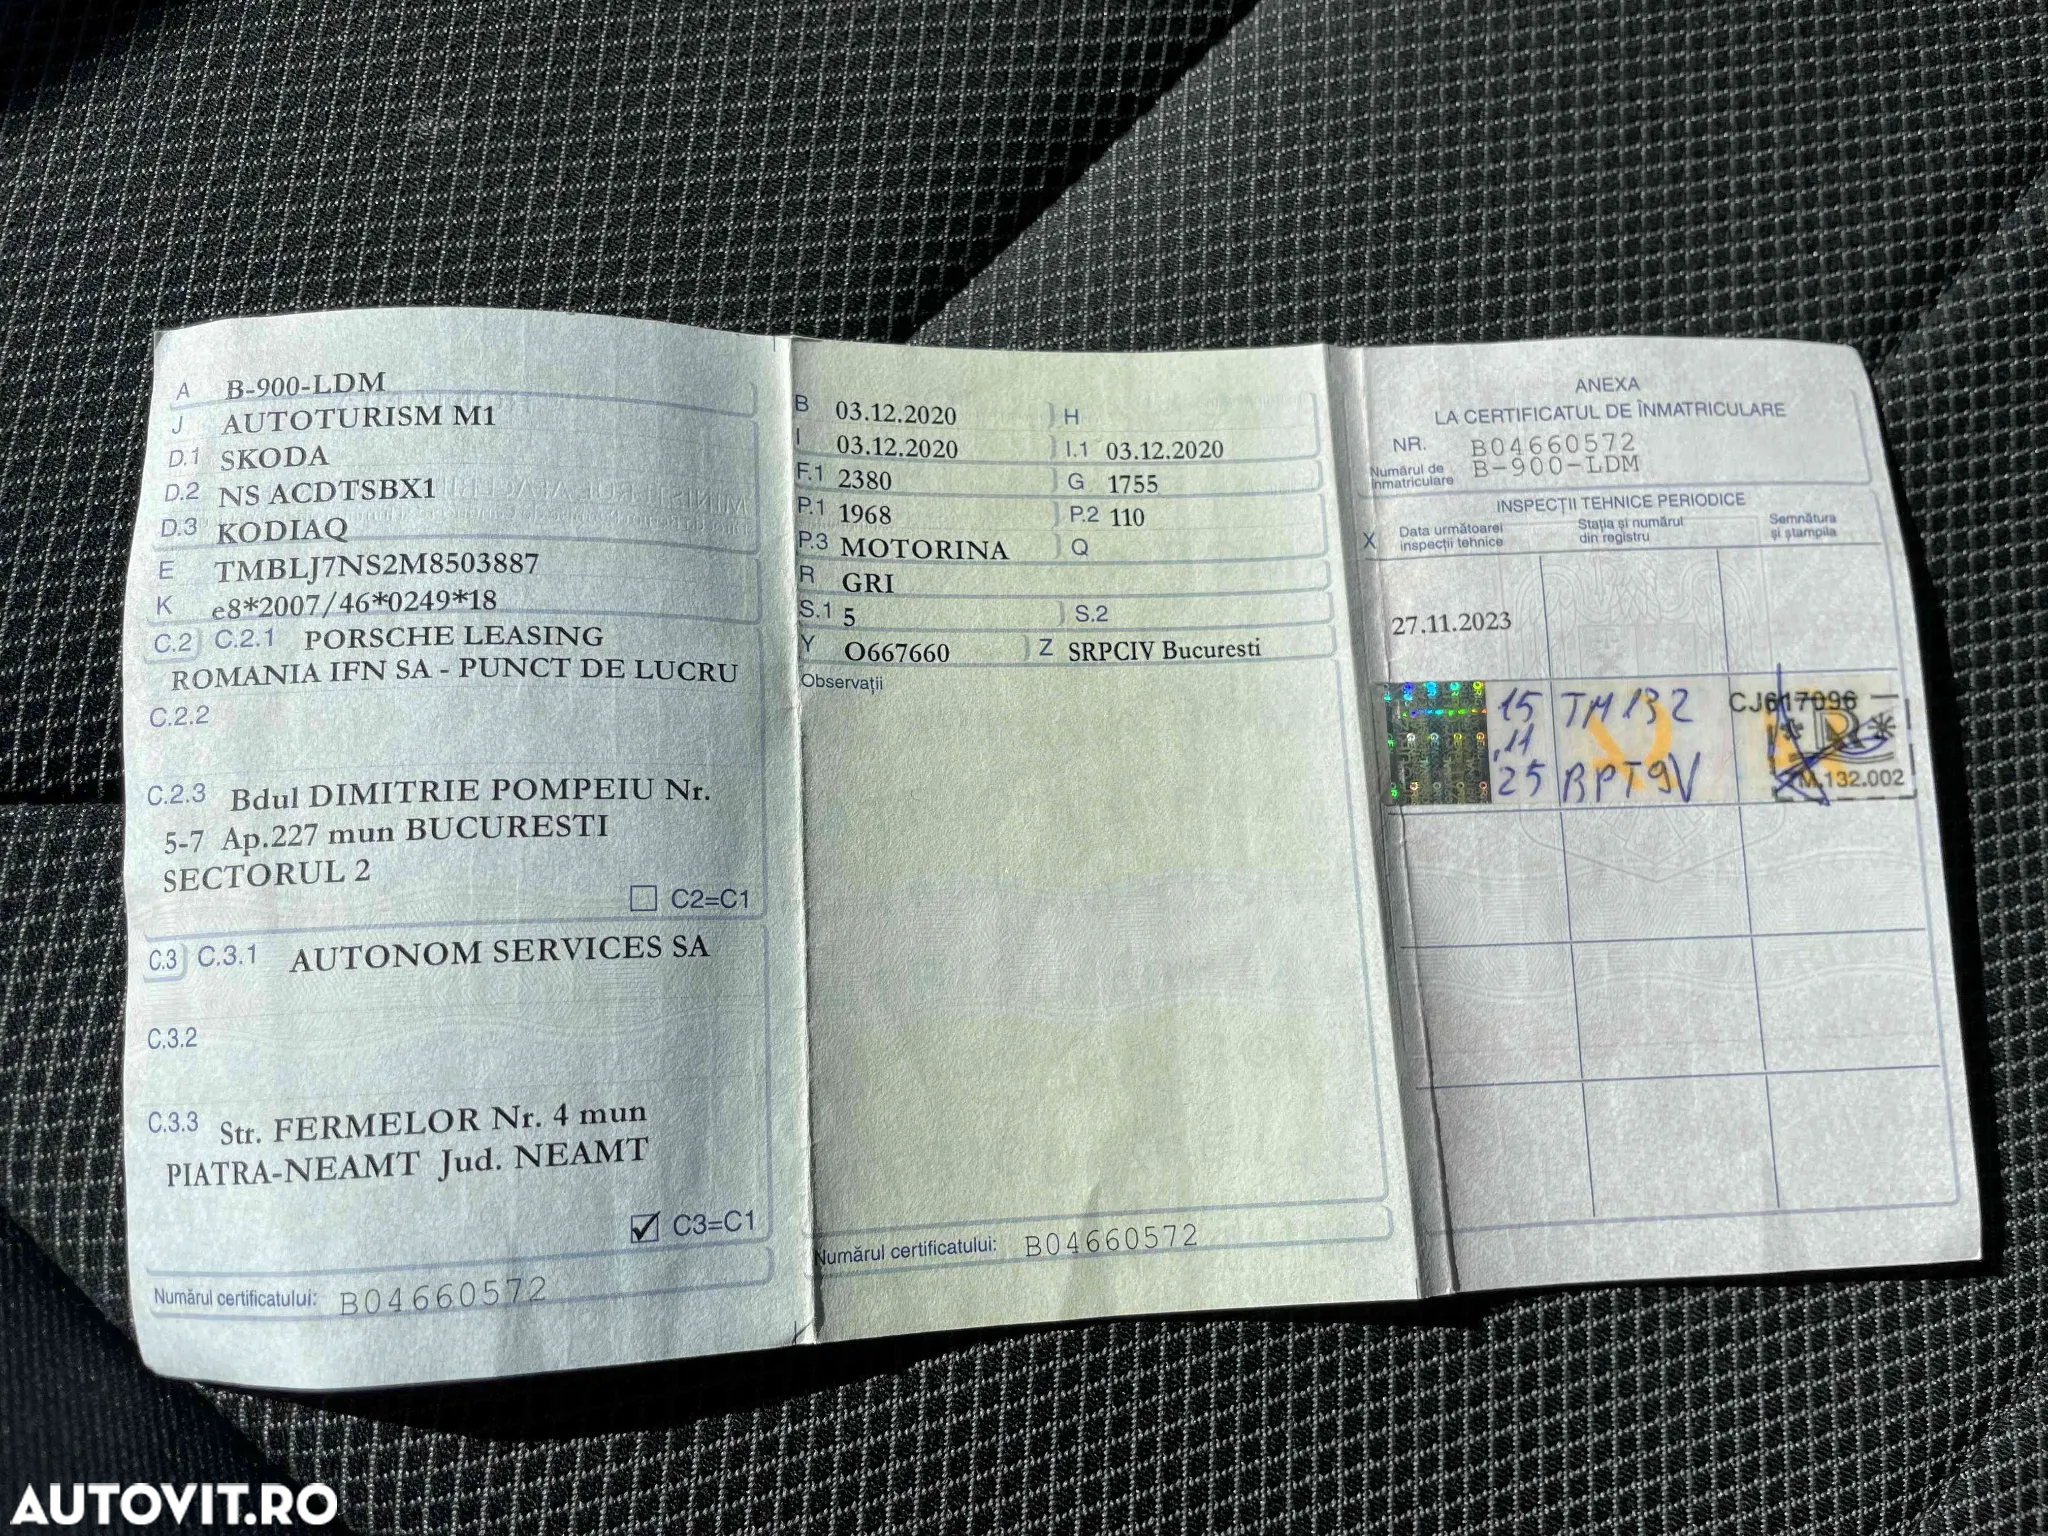 A B-900-LDM
J AUTOTURISM M1
D.1 SKODA
D.2 NS ACDTSBX1
D.3 KODIAQ
E TMBLJ7NS2M8503887
K e8*2007/46*0249*18
C.2 C.2.1 PORSCHE LEASING
ROMANIA IFN SA - PUNCT DE LUCRU
C.2.2
C.2.3 Bdul DIMITRIE POMPEIU Nr.
5-7 Ap.227 mun BUCURESTI
SECTORUL 2
C2=C1
C.3 C.3.1 AUTONOM SERVICES SA
C.3.2
C.3.3 Str. FERMELOR Nr. 4 mun
PIATRA-NEAMT Jud. NEAMT
C3=C1
Numărul certificatului: B04660572
B 03.12.2020 H
I 03.12.2020 I.1 03.12.2020
F.1 2380 G 1755
P.1 1968 P.2 110
P.3 MOTORINA Q
R GRI
S.1 5 S.2
Y O667660 Z SRPCIV Bucuresti
Observații
Numărul certificatului: B04660572
ANEXA
LA CERTIFICATUL DE ÎNMATRICULARE
NR. B04660572
Numărul de înmatriculare B-900-LDM
INSPECȚII TEHNICE PERIODICE
X Data următoarei inspecții tehnice Stația și numărul din registru Semnătura și ștampila
27.11.2023
15 TM 132 CJ617096
.11 R
25 BPT9V TM.132.002
AUTOVIT.RO